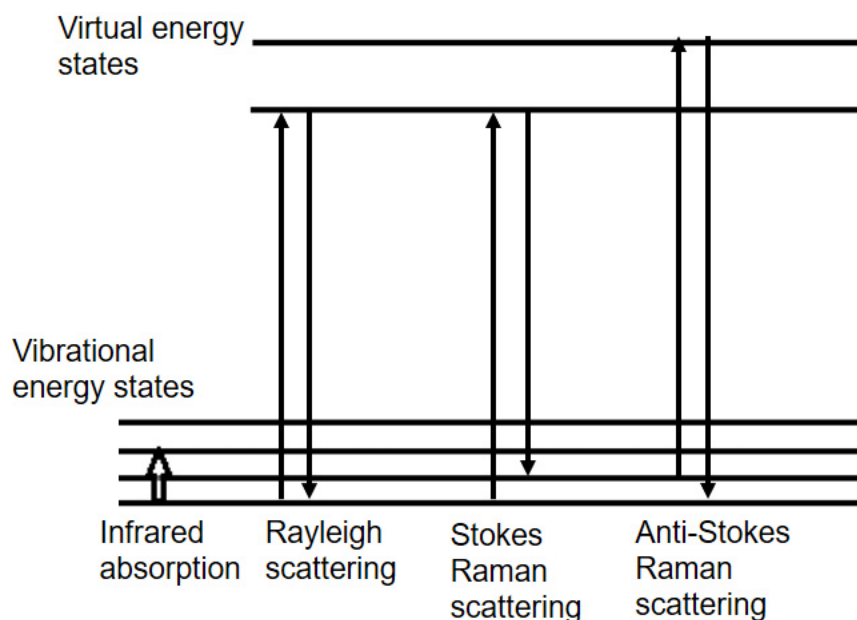 Virtual energy
states
Vibrational
energy states
Infrared
absorption
Rayleigh
scattering
Stokes
Raman
scattering
Anti-Stokes
Raman
scattering